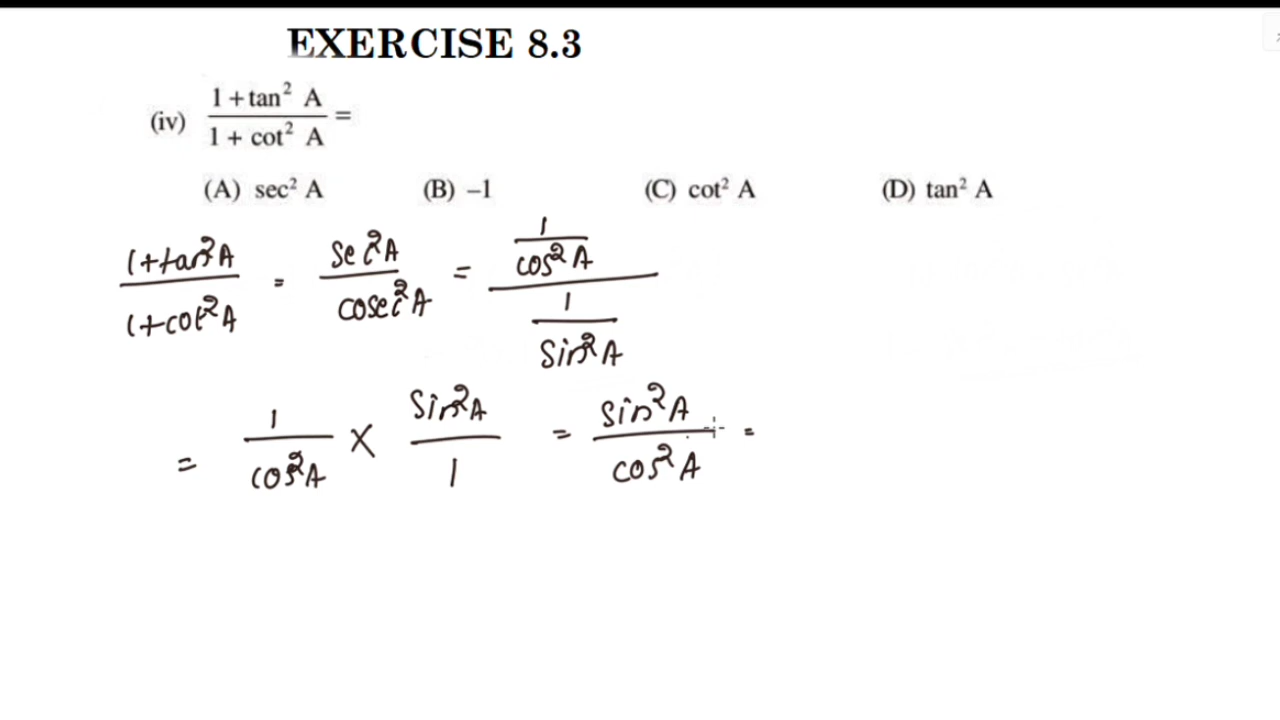 EXERCISE 8.3
(iv) (1 + tan² A)/(1 + cot² A) =
(A) sec² A (B) –1 (C) cot² A (D) tan² A
(1+tan²A)/(1+cot²A) = (sec²A)/(cosec²A) = (1/(cos²A))/(1/(Sin²A))
= 1/(cos²A) × (Sin²A)/1 = (Sin²A)/(cos²A) =